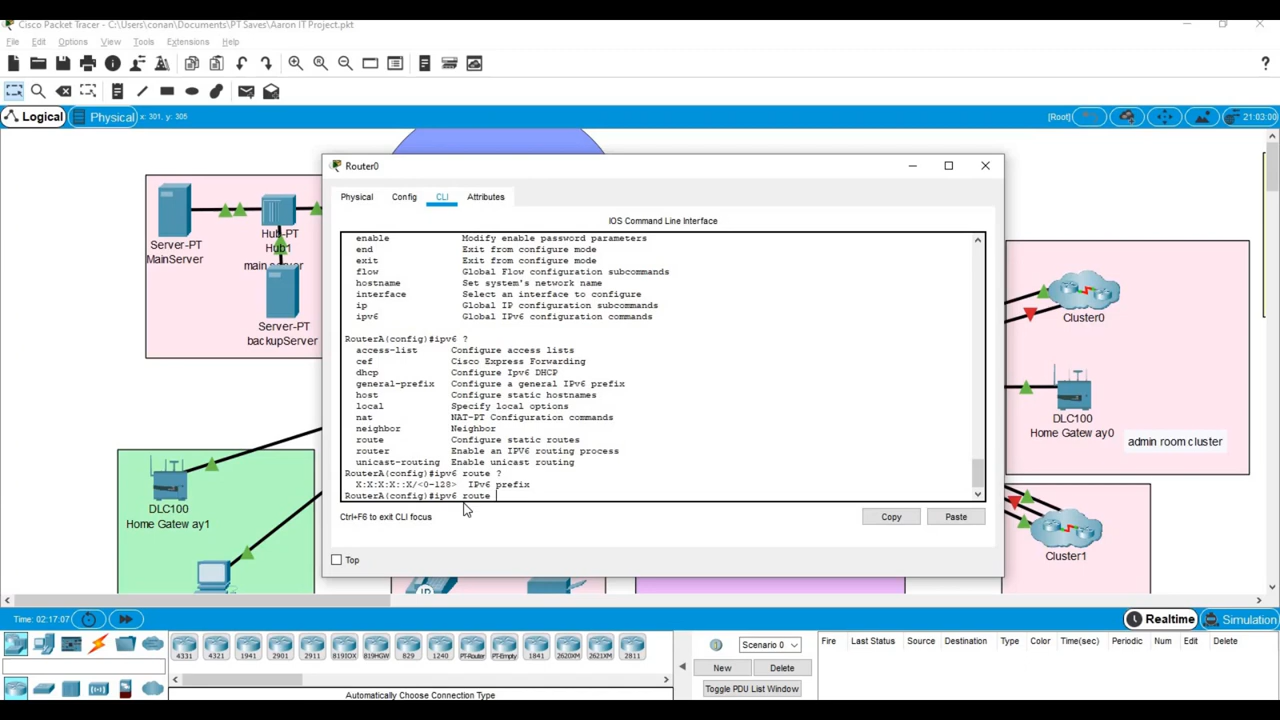 Cisco Packet Tracer - C:\Users\conan\Documents\PT Saves\Aaron IT Project.pkt
File Edit Options View Tools Extensions Help
?
Logical Physical x: 301, y: 305 [Root] 21:03:00
Router0
Physical Config CLI Attributes
IOS Command Line Interface
enable Modify enable password parameters
end Exit from configure mode
exit Exit from configure mode
flow Global Flow configuration subcommands
hostname Set system's network name
interface Select an interface to configure
ip Global IP configuration subcommands
ipv6 Global IPv6 configuration commands
RouterA(config)#ipv6 ?
access-list Configure access lists
cef Cisco Express Forwarding
dhcp Configure Ipv6 DHCP
general-prefix Configure a general IPv6 prefix
host Configure static hostnames
local Specify local options
nat NAT-PT Configuration commands
neighbor Neighbor
route Configure static routes
router Enable an IPV6 routing process
unicast-routing Enable unicast routing
RouterA(config)#ipv6 route ?
X:X:X:X::X/<0-128> IPv6 prefix
RouterA(config)#ipv6 route
Ctrl+F6 to exit CLI focus
Copy Paste
Top
Server-PT
MainServer
Hub-PT
Hub1
main server
Server-PT
backupServer
DLC100
Home Gatew ay1
IP
Cluster0
DLC100
Home Gatew ay0
admin room cluster
Cluster1
Time: 02:17:07 Realtime Simulation
4331 4321 1941 2901 2911 819IOX 819HGW 829 1240 PT-Router PT-Empty 1841 2620XM 2621XM 2811
Automatically Choose Connection Type
Scenario 0
New Delete
Toggle PDU List Window
Fire Last Status Source Destination Type Color Time(sec) Periodic Num Edit Delete